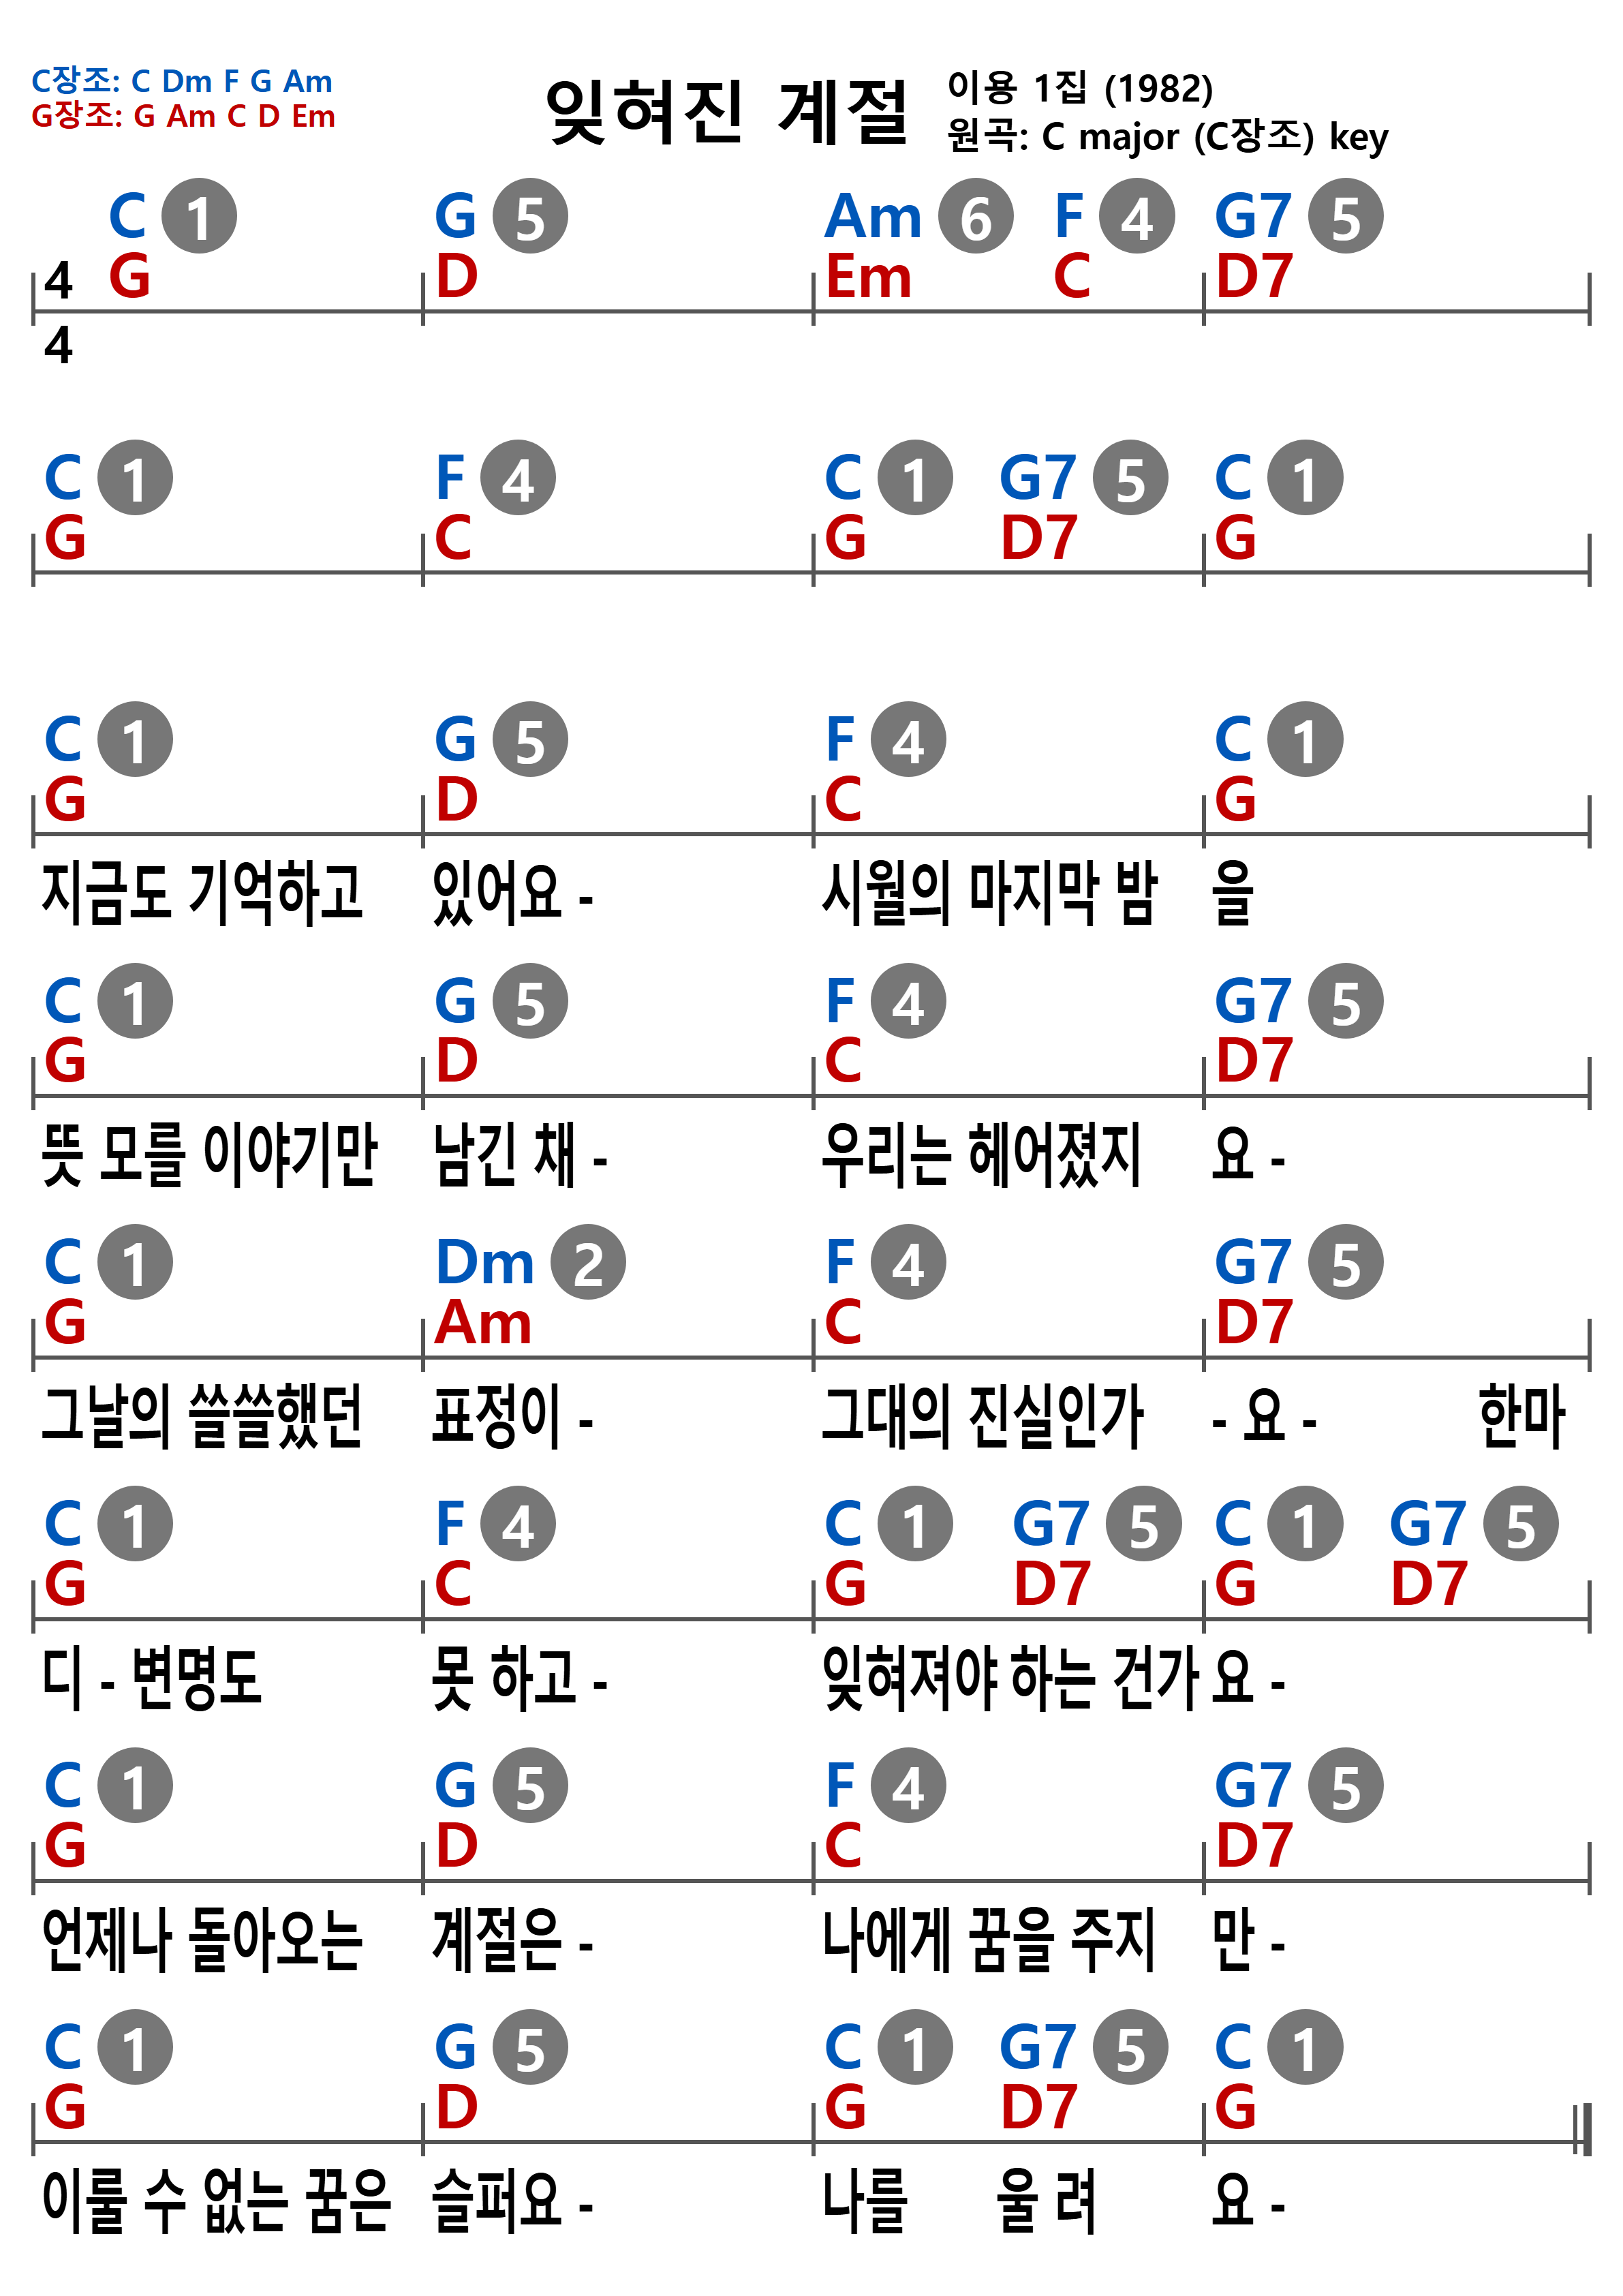 C장조: C Dm F G Am
G장조: G Am C D Em
잊혀진 계절
이용 1집 (1982)
원곡: C major (C장조) key
C 1 G 5 Am 6 F 4 G7 5
4 G D Em C D7
4
C 1 F 4 C 1 G7 5 C 1
G C G D7 G
C 1 G 5 F 4 C 1
G D C G
지금도 기억하고 있어요 - 시월의 마지막 밤 을
C 1 G 5 F 4 G7 5
G D C D7
뜻 모를 이야기만 남긴 채 - 우리는 헤어졌지 요 -
C 1 Dm 2 F 4 G7 5
G Am C D7
그날의 쓸쓸했던 표정이 - 그대의 진실인가 - 요 - 한마
C 1 F 4 C 1 G7 5 C 1 G7 5
G C G D7 G D7
디 - 변명도 못 하고 - 잊혀져야 하는 건가 요 -
C 1 G 5 F 4 G7 5
G D C D7
언제나 돌아오는 계절은 - 나에게 꿈을 주지 만 -
C 1 G 5 C 1 G7 5 C 1
G D G D7 G
이룰 수 없는 꿈은 슬퍼요 - 나를 울 려 요 -